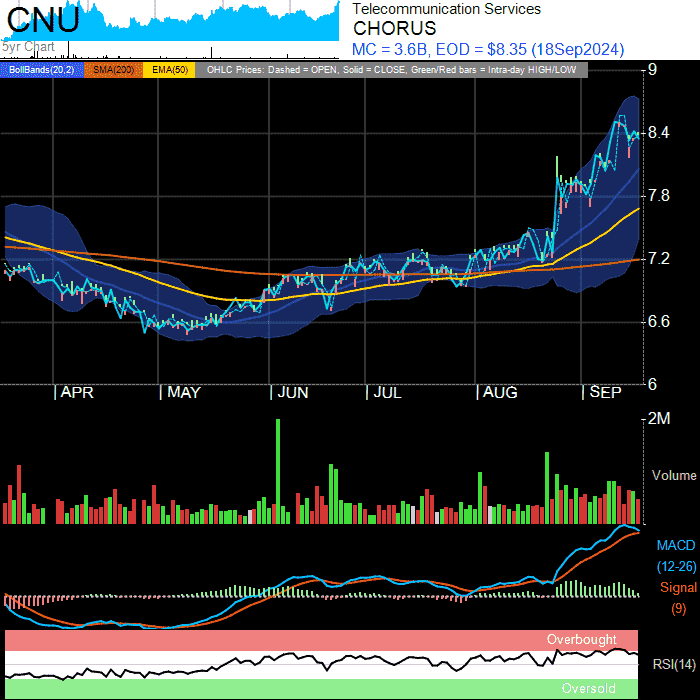 CNU
5yr Chart
Telecommunication Services
CHORUS
MC = 3.6B, EOD = $8.35 (18Sep2024)
BollBands(20,2) SMA(200) EMA(50) OHLC Prices: Dashed = OPEN, Solid = CLOSE, Green/Red bars = Intra-day HIGH/LOW
9
8.4
7.8
7.2
6.6
6
APR MAY JUN JUL AUG SEP
2M
Volume
MACD
(12-26)
Signal
(9)
Overbought
RSI(14)
Oversold